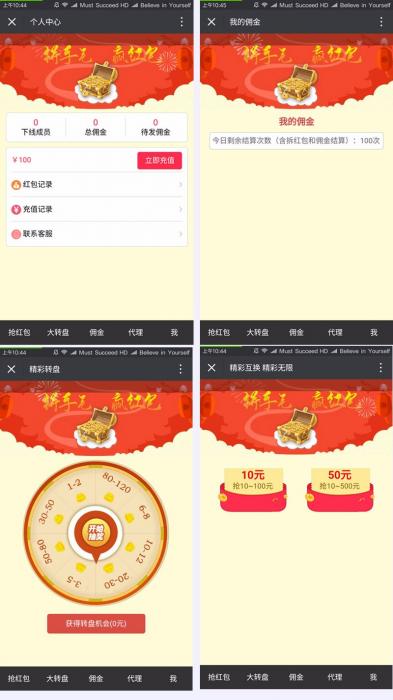 上午10:44 Must Succeed HD Believe in Yourself
个人中心
拼手气 赢红包
0 0 0
下线成员 总佣金 待发佣金
￥100 立即充值
红包记录
充值记录
联系客服
抢红包 大转盘 佣金 代理 我
上午10:45 Must Succeed HD Believe in Yourself
我的佣金
拼手气 赢红包
我的佣金
今日剩余结算次数（含拆红包和佣金结算）：100次
抢红包 大转盘 佣金 代理 我
上午10:44 Must Succeed HD Believe in Yourself
精彩转盘
拼手气 赢红包
1-2
80-120
6-8
10-12
20-30
50-80
30-50
开始
抽奖
获得转盘机会(0元)
抢红包 大转盘 佣金 代理 我
上午10:44 Must Succeed HD Believe in Yourself
精彩互换 精彩无限
拼手气 赢红包
10元 50元
抢10~100元 抢10~500元
抢红包 大转盘 佣金 代理 我